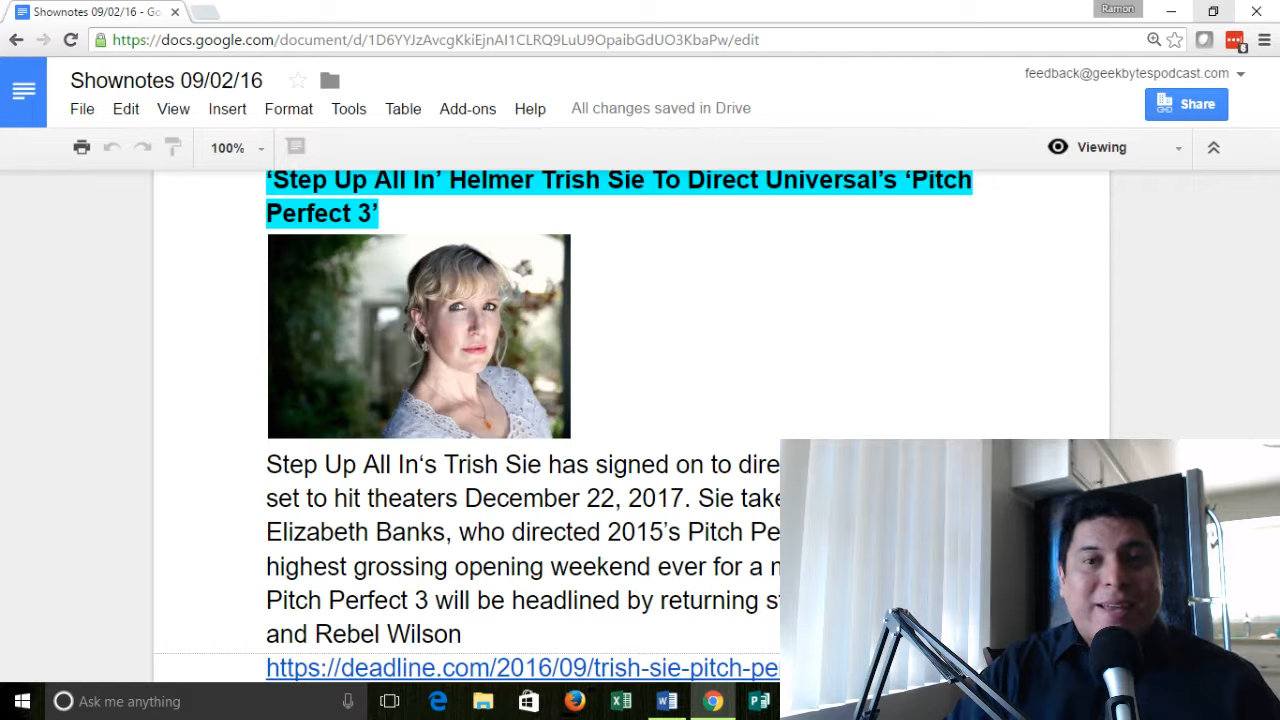 Shownotes 09/02/16 - Go
Ramon
https://docs.google.com/document/d/1D6YYJzAvcgKkiEjnAI1CLRQ9LuU9OpaibGdUO3KbaPw/edit
Shownotes 09/02/16
feedback@geekbytespodcast.com
File Edit View Insert Format Tools Table Add-ons Help All changes saved in Drive
Share
100%
Viewing
‘Step Up All In’ Helmer Trish Sie To Direct Universal’s ‘Pitch
Perfect 3’
Step Up All In‘s Trish Sie has signed on to dire
set to hit theaters December 22, 2017. Sie take
Elizabeth Banks, who directed 2015’s Pitch Pe
highest grossing opening weekend ever for a m
Pitch Perfect 3 will be headlined by returning st
and Rebel Wilson
https://deadline.com/2016/09/trish-sie-pitch-pe
Ask me anything